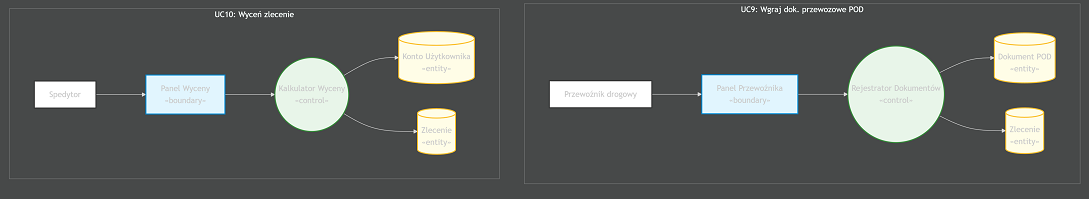 UC10: Wyceń zlecenie
Spedytor
Panel Wyceny
«boundary»
Kalkulator Wyceny
«control»
Konto Użytkownika
«entity»
Zlecenie
«entity»
UC9: Wgraj dok. przewozowe POD
Przewoźnik drogowy
Panel Przewoźnika
«boundary»
Rejestrator Dokumentów
«control»
Dokument POD
«entity»
Zlecenie
«entity»